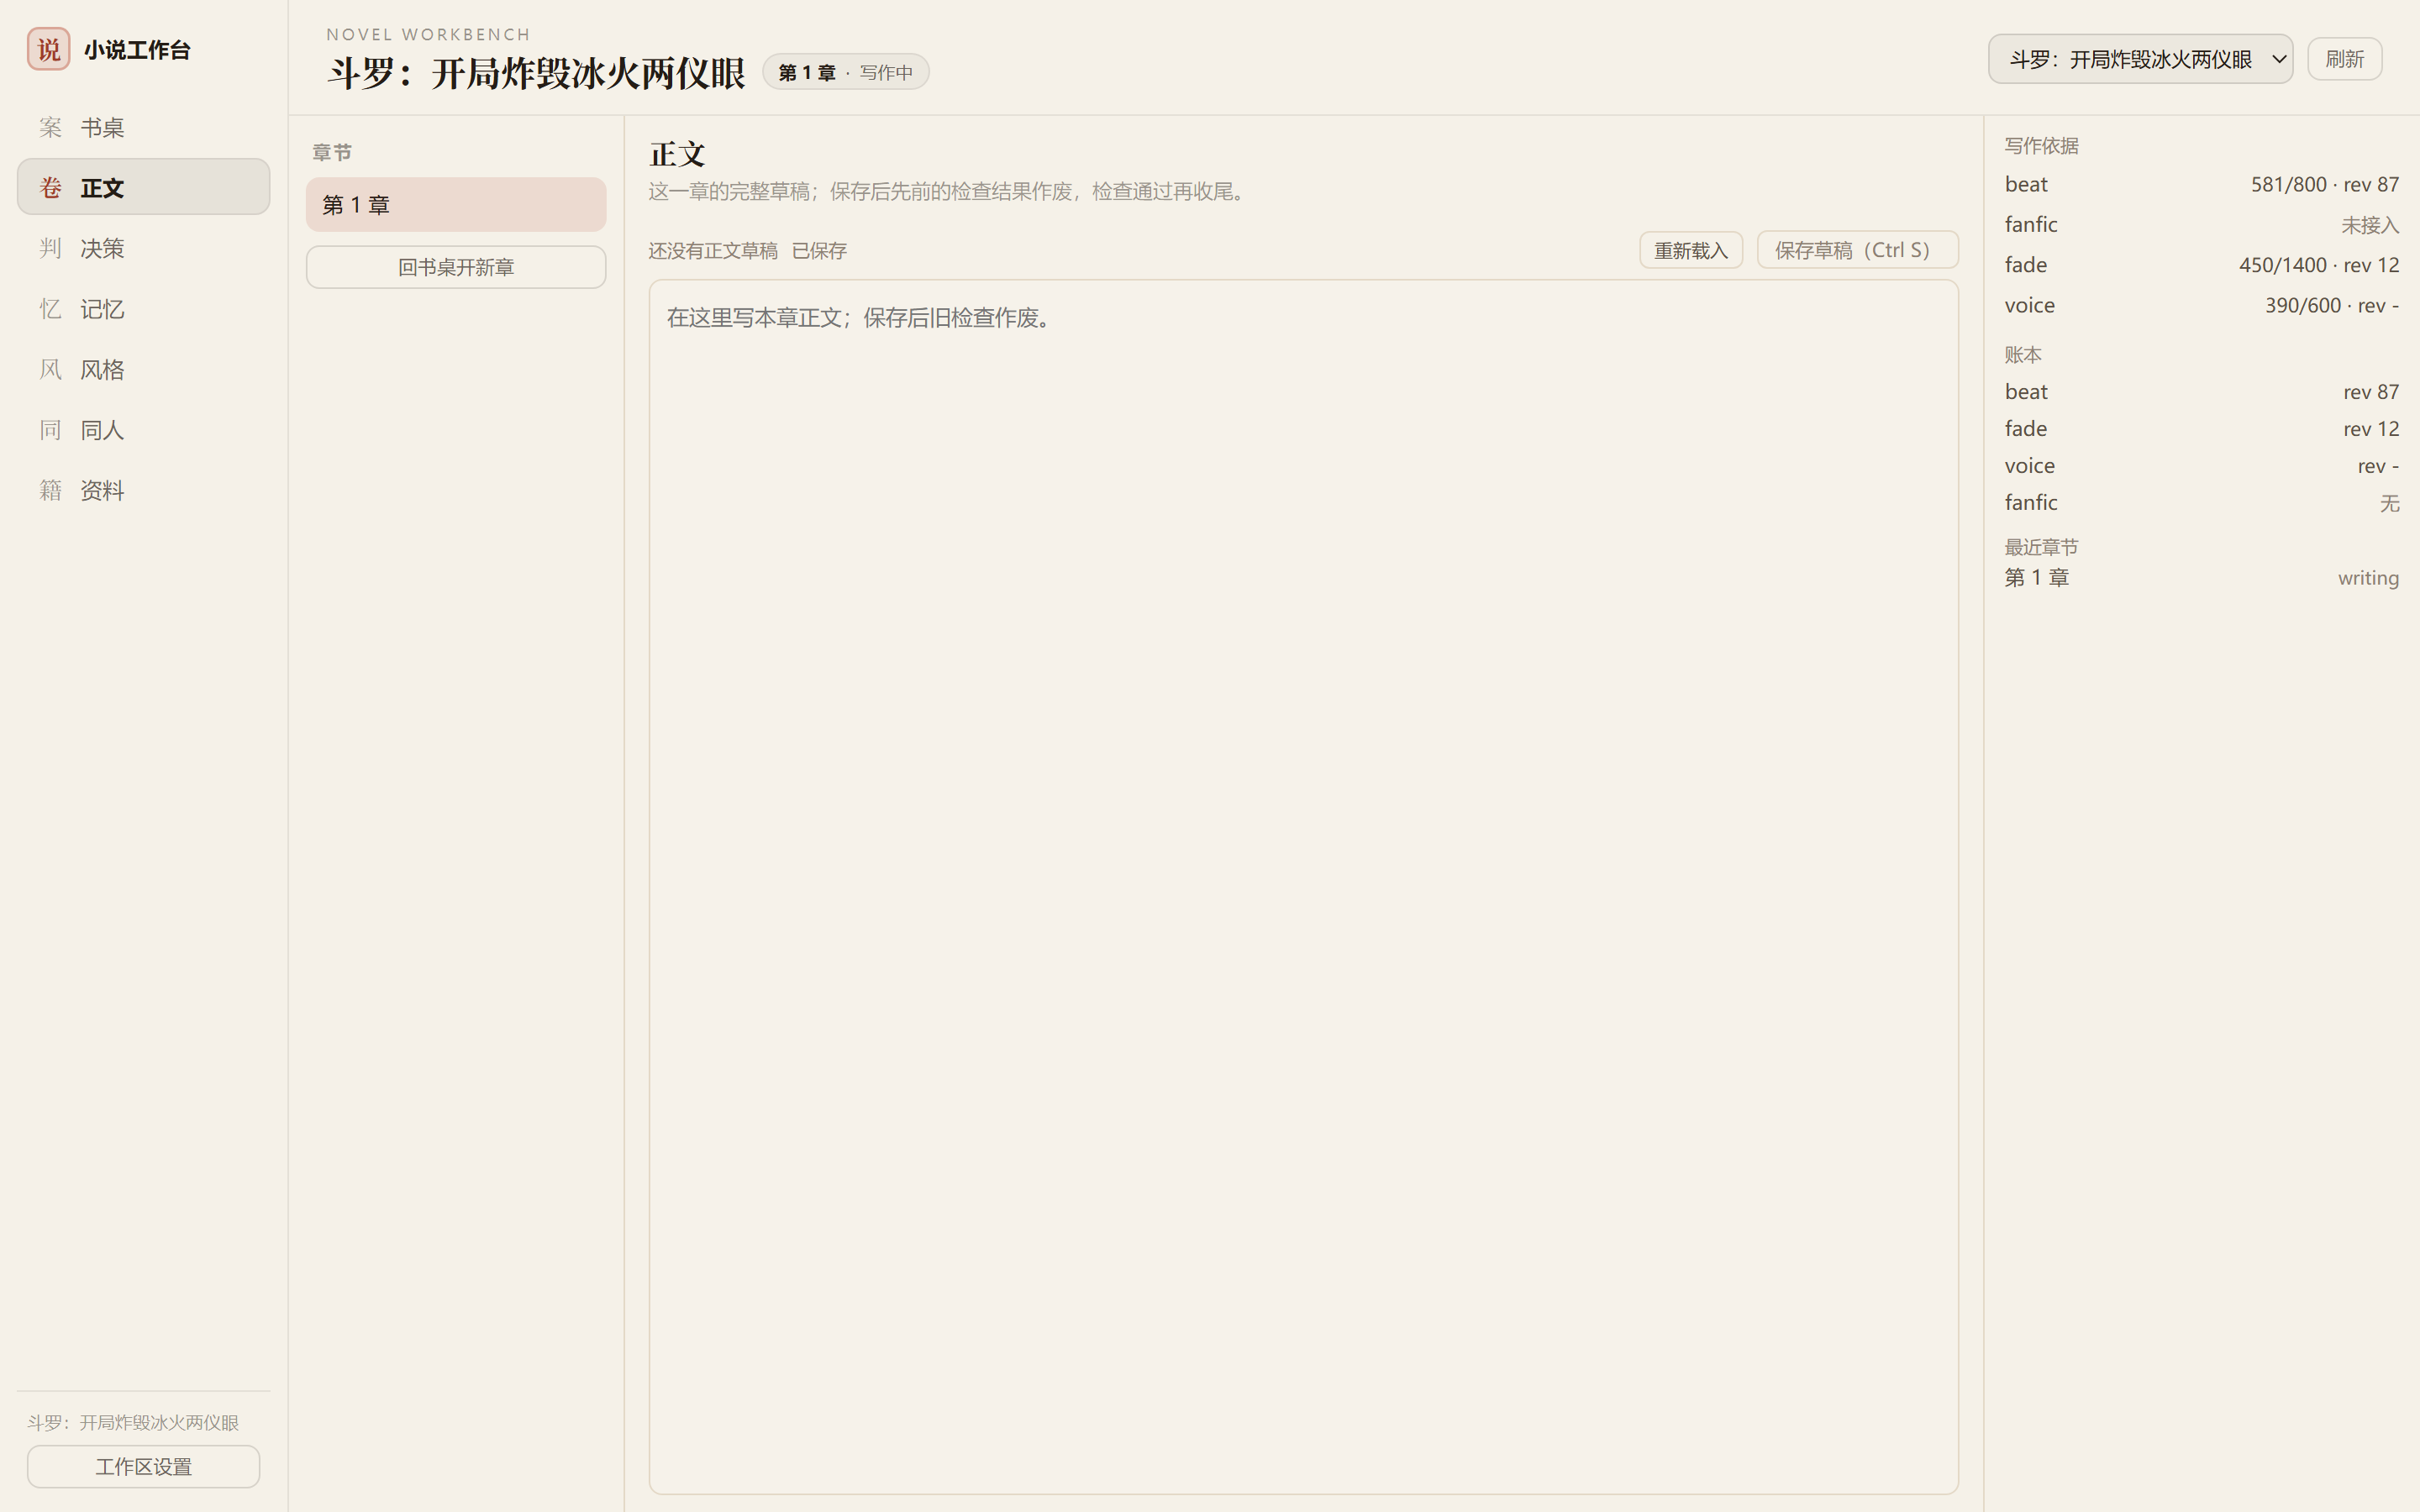 说 小说工作台
案 书桌
卷 正文
判 决策
忆 记忆
风 风格
同 同人
籍 资料
斗罗：开局炸毁冰火两仪眼
工作区设置
NOVEL WORKBENCH
斗罗：开局炸毁冰火两仪眼 第 1 章 · 写作中
斗罗：开局炸毁冰火两仪眼 刷新
章节
第 1 章
回书桌开新章
正文
这一章的完整草稿；保存后先前的检查结果作废，检查通过再收尾。
还没有正文草稿 已保存 重新载入 保存草稿（Ctrl S）
在这里写本章正文；保存后旧检查作废。
写作依据
beat 581/800 · rev 87
fanfic 未接入
fade 450/1400 · rev 12
voice 390/600 · rev -
账本
beat rev 87
fade rev 12
voice rev -
fanfic 无
最近章节
第 1 章 writing